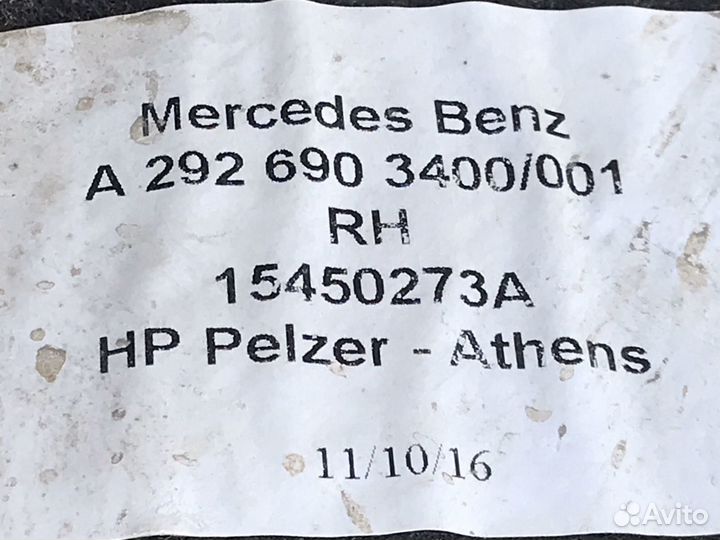 Mercedes Benz
A 292 690 3400/001
RH
15450273A
HP Pelzer - Athens
11/10/16
Avito